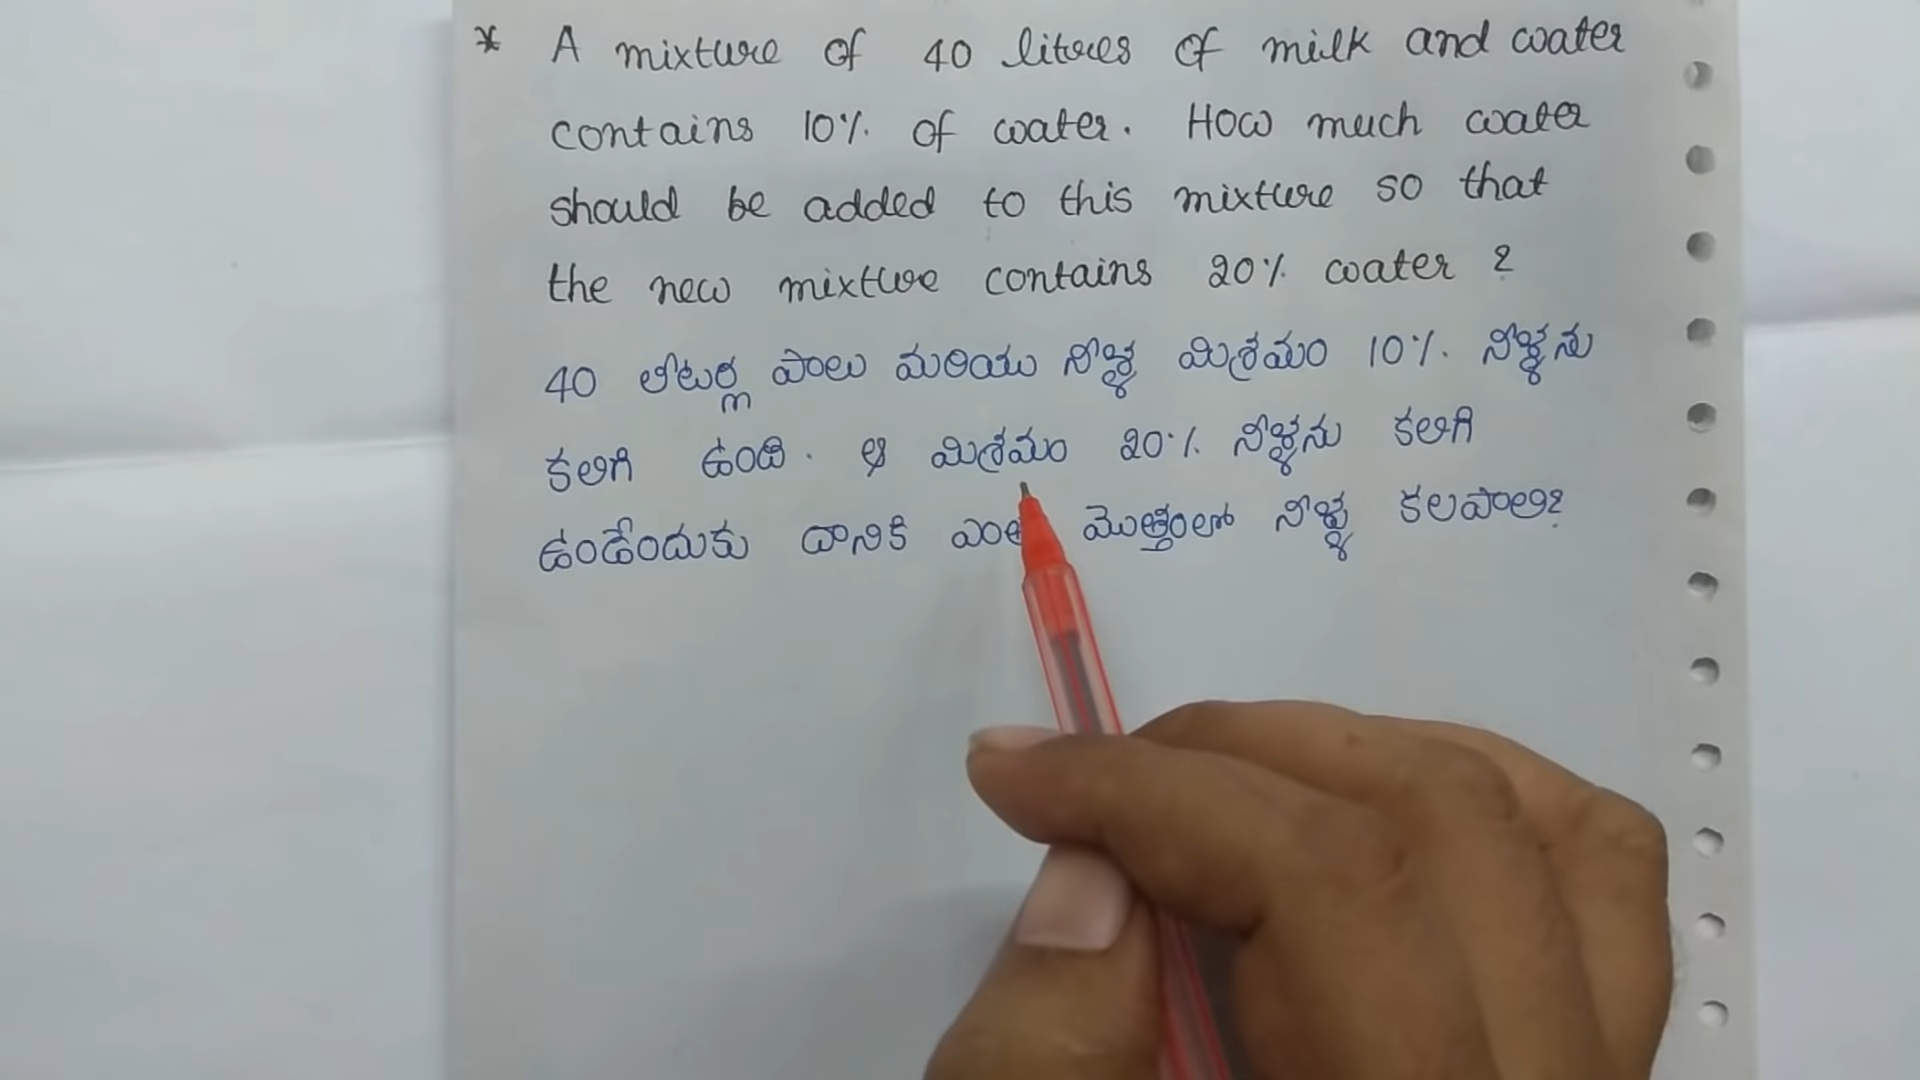 * A mixture of 40 litres of milk and water
contains 10% of water. How much water
should be added to this mixture so that
the new mixture contains 20% water ?
40 లీటర్ల పాలు మరియు నీళ్ళ మిశ్రమం 10% నీళ్ళను
కలిగి ఉంది. ఆ మిశ్రమం 20% నీళ్ళను కలిగి
ఉండేందుకు దానికి మొత్తంలో నీళ్ళు కలపాలి?